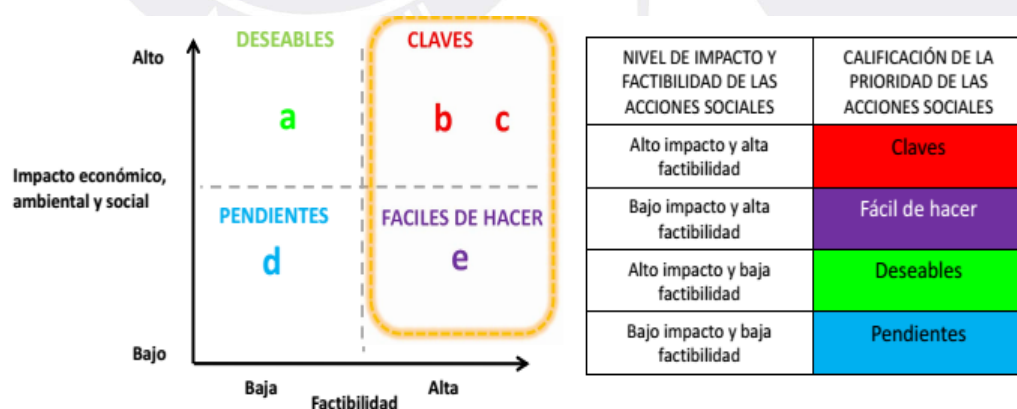 DESEABLES
CLAVES
Alto
a
b
c
Impacto económico,
ambiental y social
PENDIENTES
FACILES DE HACER
d
e
Bajo
Baja
Alta
Factibilidad
NIVEL DE IMPACTO Y
FACTIBILIDAD DE LAS
ACCIONES SOCIALES
CALIFICACIÓN DE LA
PRIORIDAD DE LAS
ACCIONES SOCIALES
Alto impacto y alta
factibilidad
Claves
Bajo impacto y alta
factibilidad
Fácil de hacer
Alto impacto y baja
factibilidad
Deseables
Bajo impacto y baja
factibilidad
Pendientes